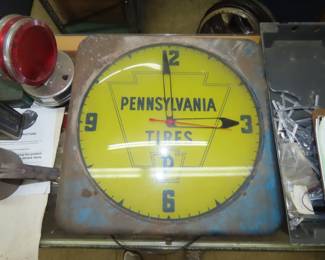 12
PENNSYLVANIA
9 3
TIRES
P
6